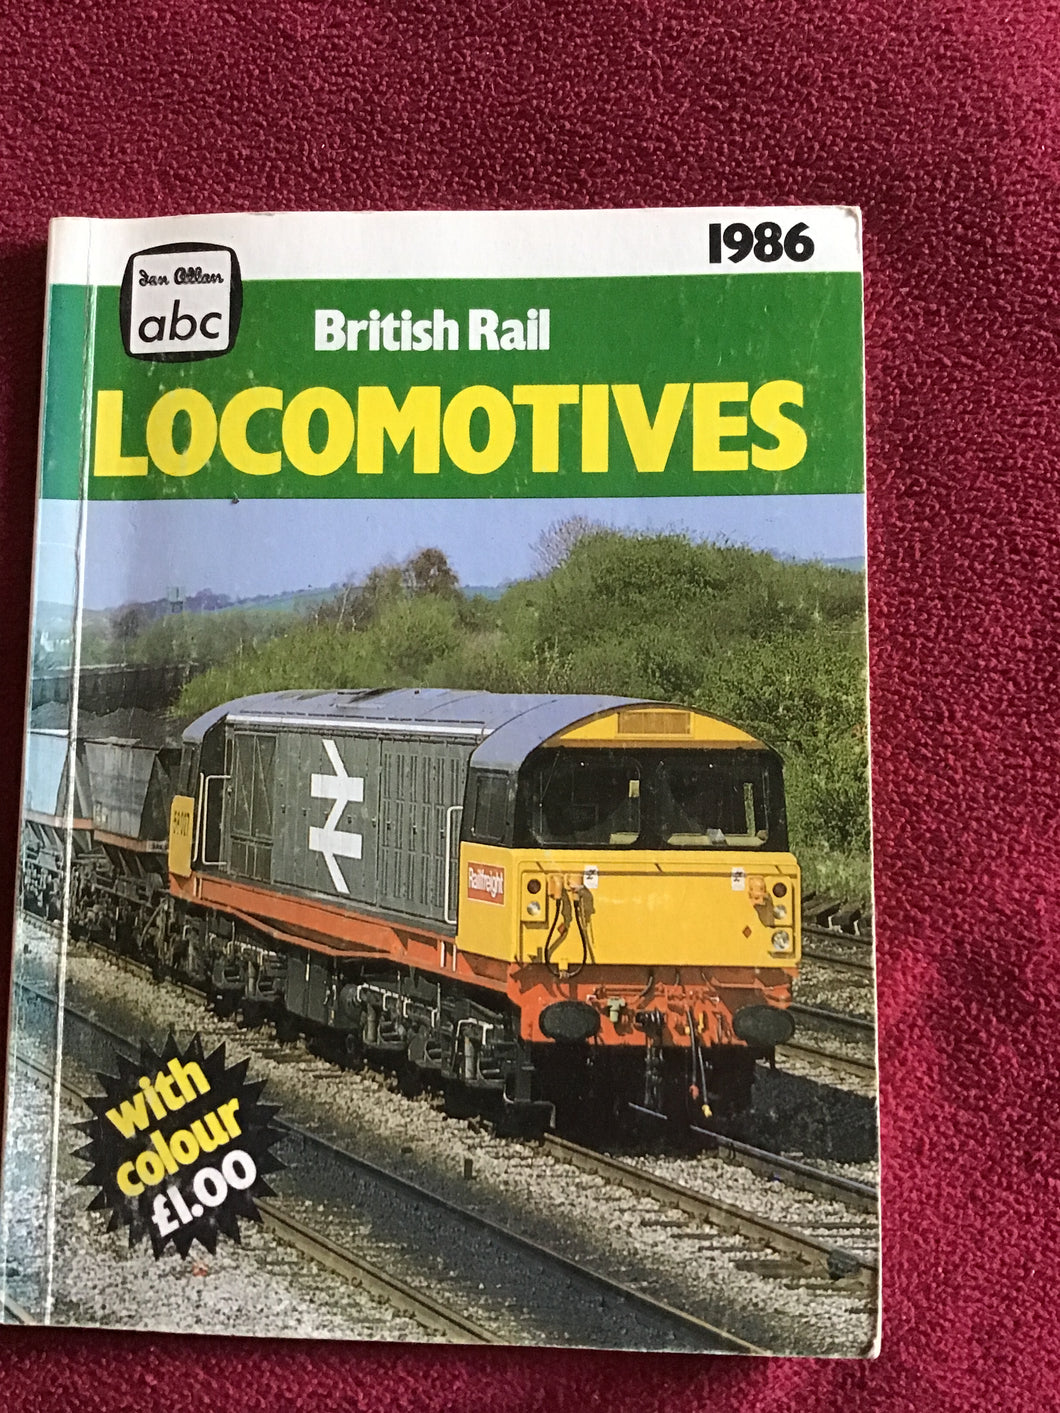 1986
Ian Allan
abc
British Rail
LOCOMOTIVES
Railfreight
with
colour
£1.00